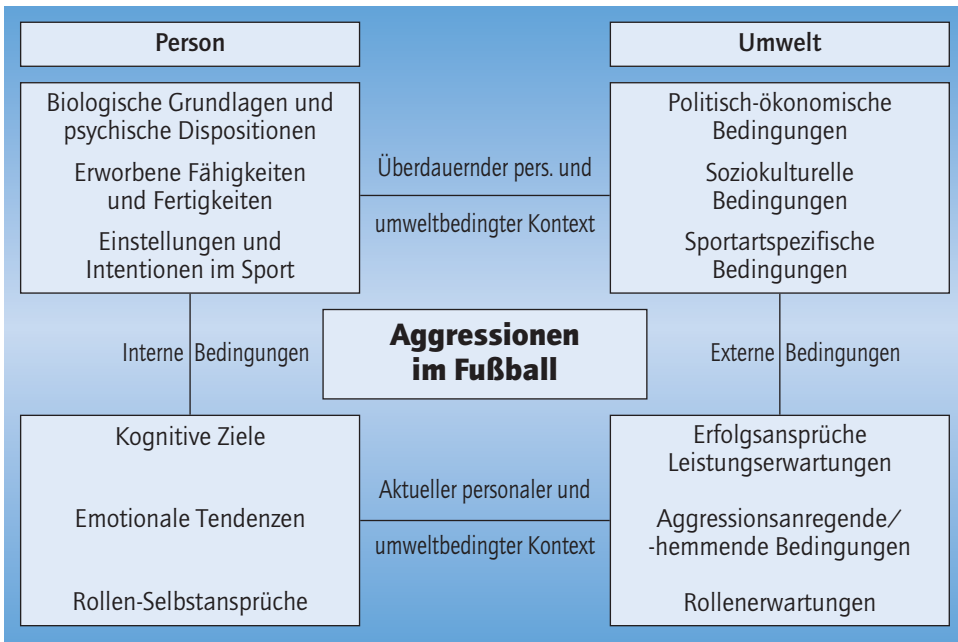 Person
Umwelt
Biologische Grundlagen und
psychische Dispositionen
Erworbene Fähigkeiten
und Fertigkeiten
Einstellungen und
Intentionen im Sport
Überdauernder pers. und
umweltbedingter Kontext
Politisch-ökonomische
Bedingungen
Soziokulturelle
Bedingungen
Sportartspezifische
Bedingungen
Interne Bedingungen
Aggressionen
im Fußball
Externe Bedingungen
Kognitive Ziele
Emotionale Tendenzen
Rollen-Selbstansprüche
Aktueller personaler und
umweltbedingter Kontext
Erfolgsansprüche
Leistungserwartungen
Aggressionsanregende/
-hemmende Bedingungen
Rollenerwartungen